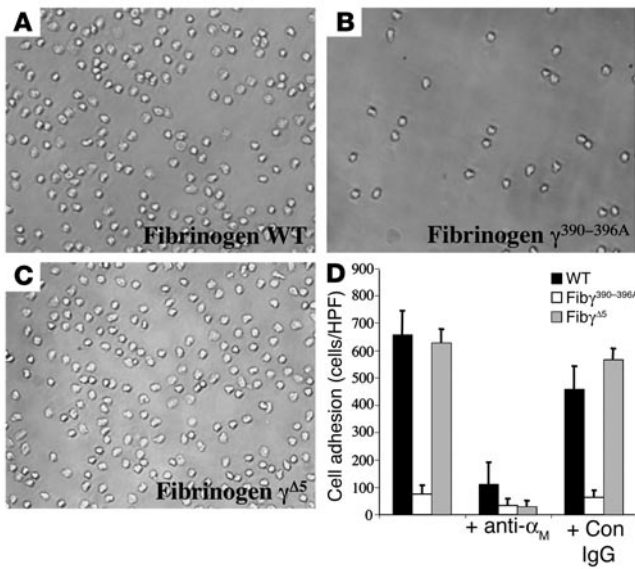 A
Fibrinogen WT
B
Fibrinogen γ390–396A
C
Fibrinogen γΔ5
D
Cell adhesion (cells/HPF)
900
800
700
600
500
400
300
200
100
0
WT
Fibγ390–396A
FibγΔ5
+ anti-αM
+ Con
IgG